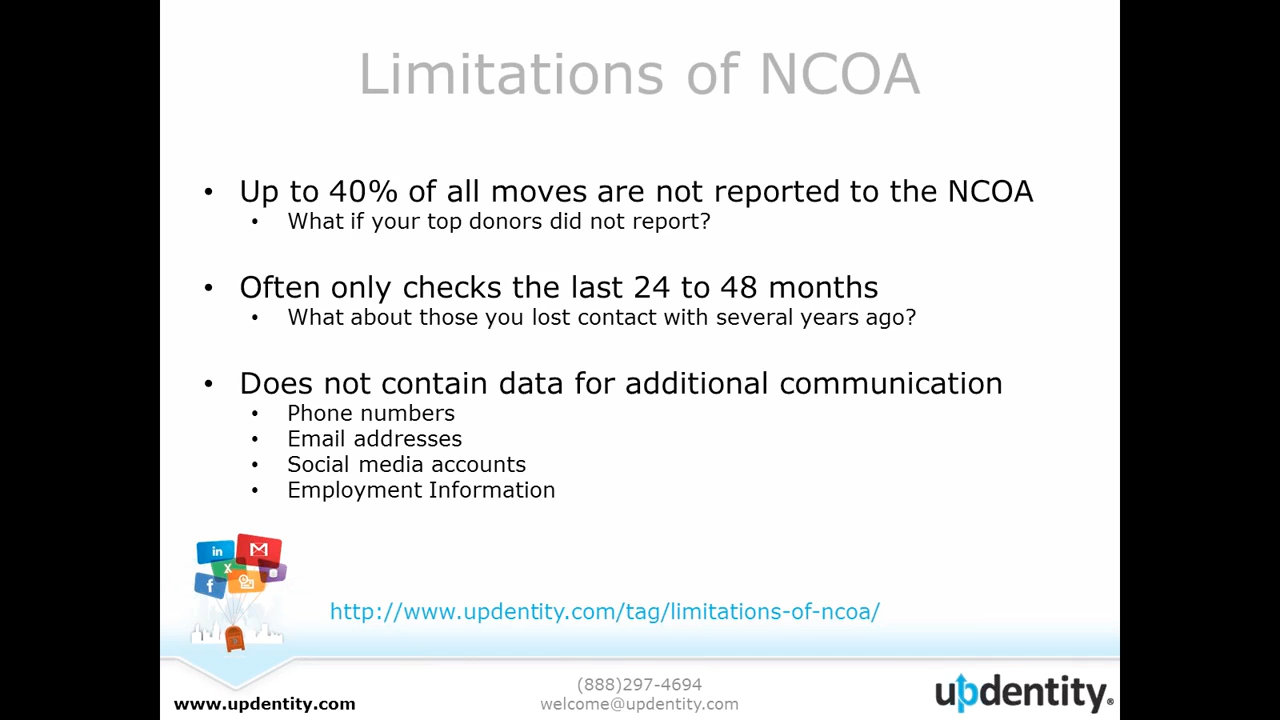 Limitations of NCOA
• Up to 40% of all moves are not reported to the NCOA
• What if your top donors did not report?
• Often only checks the last 24 to 48 months
• What about those you lost contact with several years ago?
• Does not contain data for additional communication
• Phone numbers
• Email addresses
• Social media accounts
• Employment Information
in
X
f
http://www.updentity.com/tag/limitations-of-ncoa/
(888)297-4694
welcome@updentity.com
www.updentity.com
updentity®